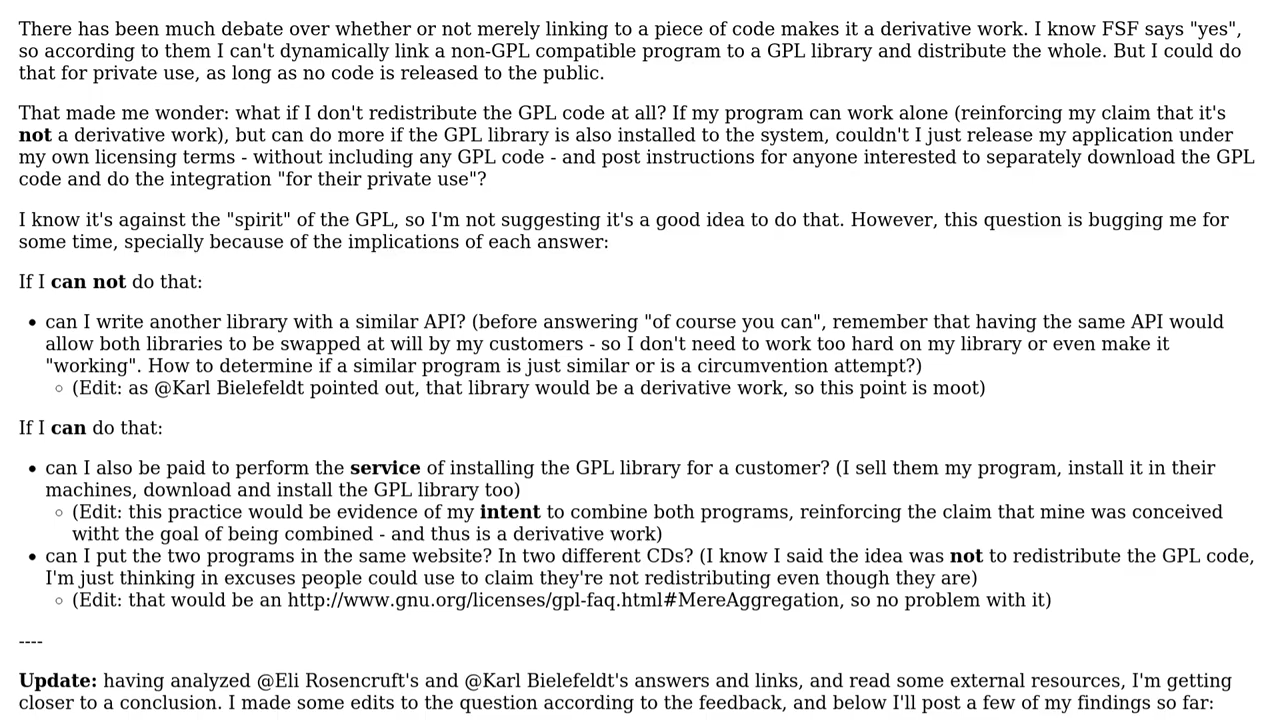 There has been much debate over whether or not merely linking to a piece of code makes it a derivative work. I know FSF says "yes",
so according to them I can't dynamically link a non-GPL compatible program to a GPL library and distribute the whole. But I could do
that for private use, as long as no code is released to the public.
That made me wonder: what if I don't redistribute the GPL code at all? If my program can work alone (reinforcing my claim that it's
not a derivative work), but can do more if the GPL library is also installed to the system, couldn't I just release my application under
my own licensing terms - without including any GPL code - and post instructions for anyone interested to separately download the GPL
code and do the integration "for their private use"?
I know it's against the "spirit" of the GPL, so I'm not suggesting it's a good idea to do that. However, this question is bugging me for
some time, specially because of the implications of each answer:
If I can not do that:
• can I write another library with a similar API? (before answering "of course you can", remember that having the same API would
allow both libraries to be swapped at will by my customers - so I don't need to work too hard on my library or even make it
"working". How to determine if a similar program is just similar or is a circumvention attempt?)
◦ (Edit: as @Karl Bielefeldt pointed out, that library would be a derivative work, so this point is moot)
If I can do that:
• can I also be paid to perform the service of installing the GPL library for a customer? (I sell them my program, install it in their
machines, download and install the GPL library too)
◦ (Edit: this practice would be evidence of my intent to combine both programs, reinforcing the claim that mine was conceived
witht the goal of being combined - and thus is a derivative work)
• can I put the two programs in the same website? In two different CDs? (I know I said the idea was not to redistribute the GPL code,
I'm just thinking in excuses people could use to claim they're not redistributing even though they are)
◦ (Edit: that would be an http://www.gnu.org/licenses/gpl-faq.html#MereAggregation, so no problem with it)
----
Update: having analyzed @Eli Rosencruft's and @Karl Bielefeldt's answers and links, and read some external resources, I'm getting
closer to a conclusion. I made some edits to the question according to the feedback, and below I'll post a few of my findings so far: